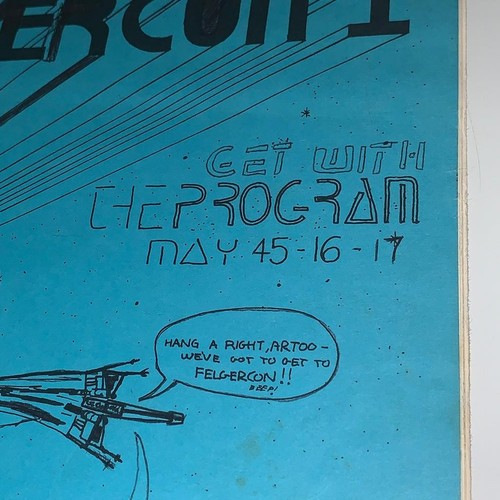 ERCON 1
GET WITH
THE PROGRAM
MAY 45-16-17
HANG A RIGHT, ARTOO -
WE'VE GOT TO GET TO
FELGERCON!!
BEEP!